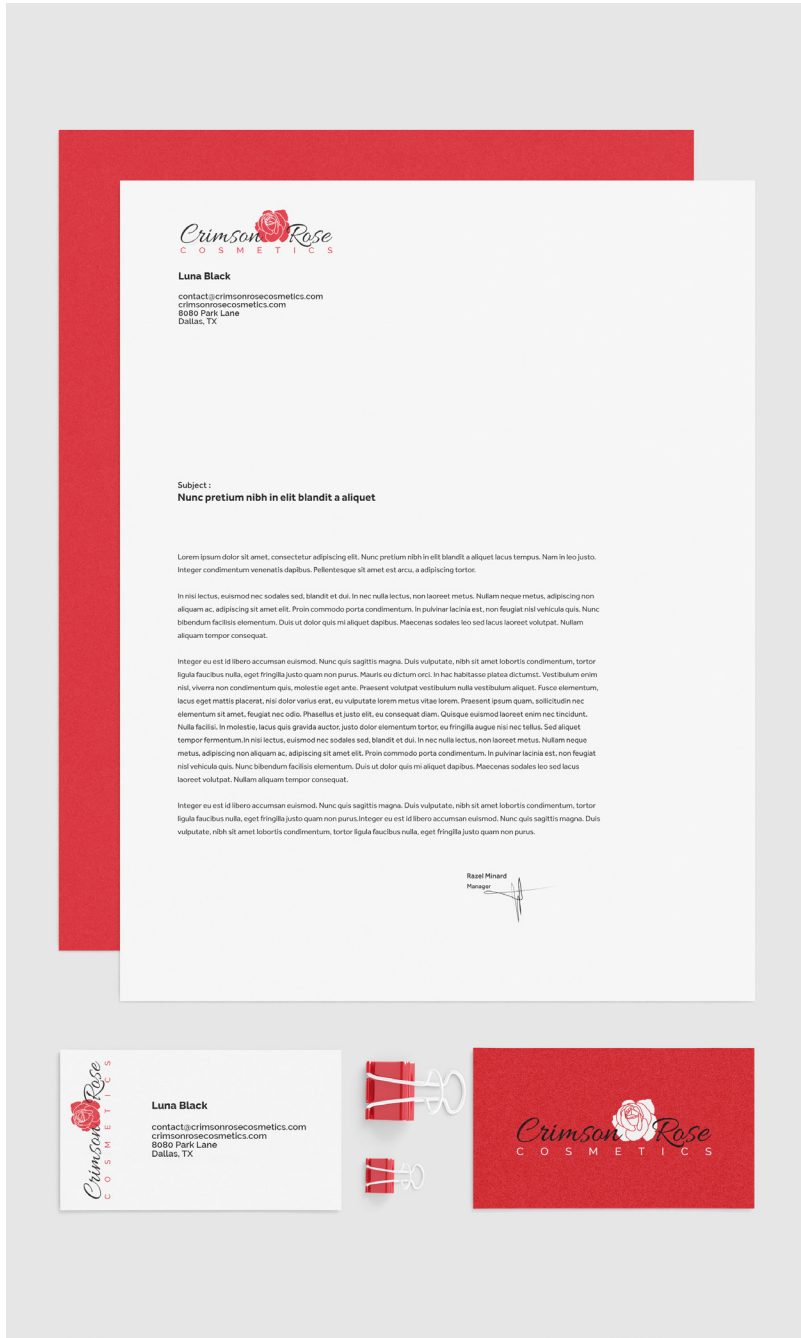 Crimson Rose
COSMETICS
Luna Black
contact@crimsonrosecosmetics.com
crimsonrosecosmetics.com
8080 Park Lane
Dallas, TX
Subject :
Nunc pretium nibh in elit blandit a aliquet
Lorem ipsum dolor sit amet, consectetur adipiscing elit. Nunc pretium nibh in elit blandit a aliquet lacus tempus. Nam in leo justo.
Integer condimentum venenatis dapibus. Pellentesque sit amet est arcu, a adipiscing tortor.
In nisi lectus, euismod nec sodales sed, blandit et dui. In nec nulla lectus, non laoreet metus. Nullam neque metus, adipiscing non
aliquam ac, adipiscing sit amet elit. Proin commodo porta condimentum. In pulvinar lacinia est, non feugiat nisl vehicula quis. Nunc
bibendum facilisis elementum. Duis ut dolor quis mi aliquet dapibus. Maecenas sodales leo sed lacus laoreet volutpat. Nullam
aliquam tempor consequat.
Integer eu est id libero accumsan euismod. Nunc quis sagittis magna. Duis vulputate, nibh sit amet lobortis condimentum, tortor
ligula faucibus nulla, eget fringilla justo quam non purus. Mauris eu dictum orci. In hac habitasse platea dictumst. Vestibulum enim
nisl, viverra non condimentum quis, molestie eget ante. Praesent volutpat vestibulum nulla vestibulum aliquet. Fusce elementum,
lacus eget mattis placerat, nisi dolor varius erat, eu vulputate lorem metus vitae lorem. Praesent ipsum quam, sollicitudin nec
elementum sit amet, feugiat nec odio. Phasellus et justo elit, eu consequat diam. Quisque euismod laoreet enim nec tincidunt.
Nulla facilisi. In molestie, lacus quis gravida auctor, justo dolor elementum tortor, eu fringilla augue nisi nec tellus. Sed aliquet
tempor fermentum.In nisi lectus, euismod nec sodales sed, blandit et dui. In nec nulla lectus, non laoreet metus. Nullam neque
metus, adipiscing non aliquam ac, adipiscing sit amet elit. Proin commodo porta condimentum. In pulvinar lacinia est, non feugiat
nisl vehicula quis. Nunc bibendum facilisis elementum. Duis ut dolor quis mi aliquet dapibus. Maecenas sodales leo sed lacus
laoreet volutpat. Nullam aliquam tempor consequat.
Integer eu est id libero accumsan euismod. Nunc quis sagittis magna. Duis vulputate, nibh sit amet lobortis condimentum, tortor
ligula faucibus nulla, eget fringilla justo quam non purus.Integer eu est id libero accumsan euismod. Nunc quis sagittis magna. Duis
vulputate, nibh sit amet lobortis condimentum, tortor ligula faucibus nulla, eget fringilla justo quam non purus.
Razel Minard
Manager
Crimson Rose
COSMETICS
Luna Black
contact@crimsonrosecosmetics.com
crimsonrosecosmetics.com
8080 Park Lane
Dallas, TX
Crimson Rose
COSMETICS